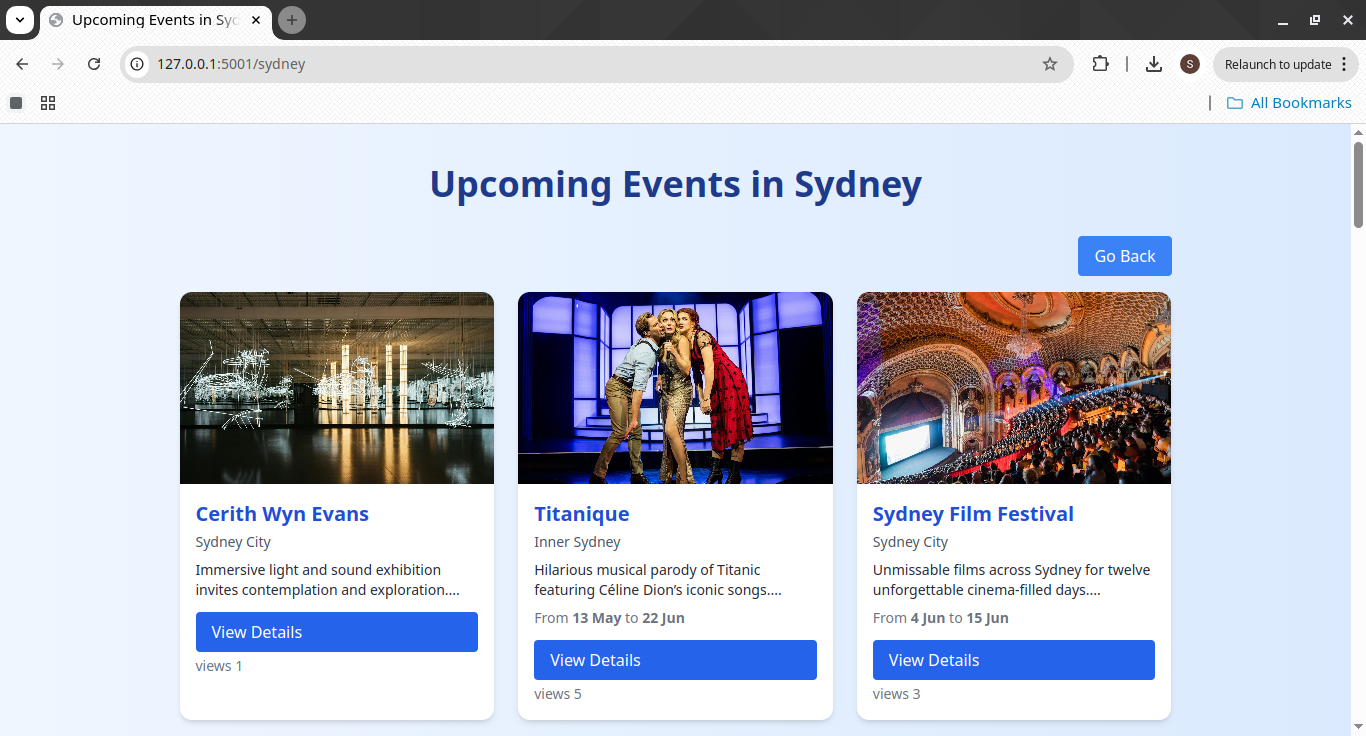 Upcoming Events in Syd
127.0.0.1:5001/sydney
S
Relaunch to update
All Bookmarks
Upcoming Events in Sydney
Go Back
Cerith Wyn Evans
Sydney City
Immersive light and sound exhibition
invites contemplation and exploration....
View Details
views 1
Titanique
Inner Sydney
Hilarious musical parody of Titanic
featuring Céline Dion’s iconic songs....
From 13 May to 22 Jun
View Details
views 5
Sydney Film Festival
Sydney City
Unmissable films across Sydney for twelve
unforgettable cinema-filled days....
From 4 Jun to 15 Jun
View Details
views 3